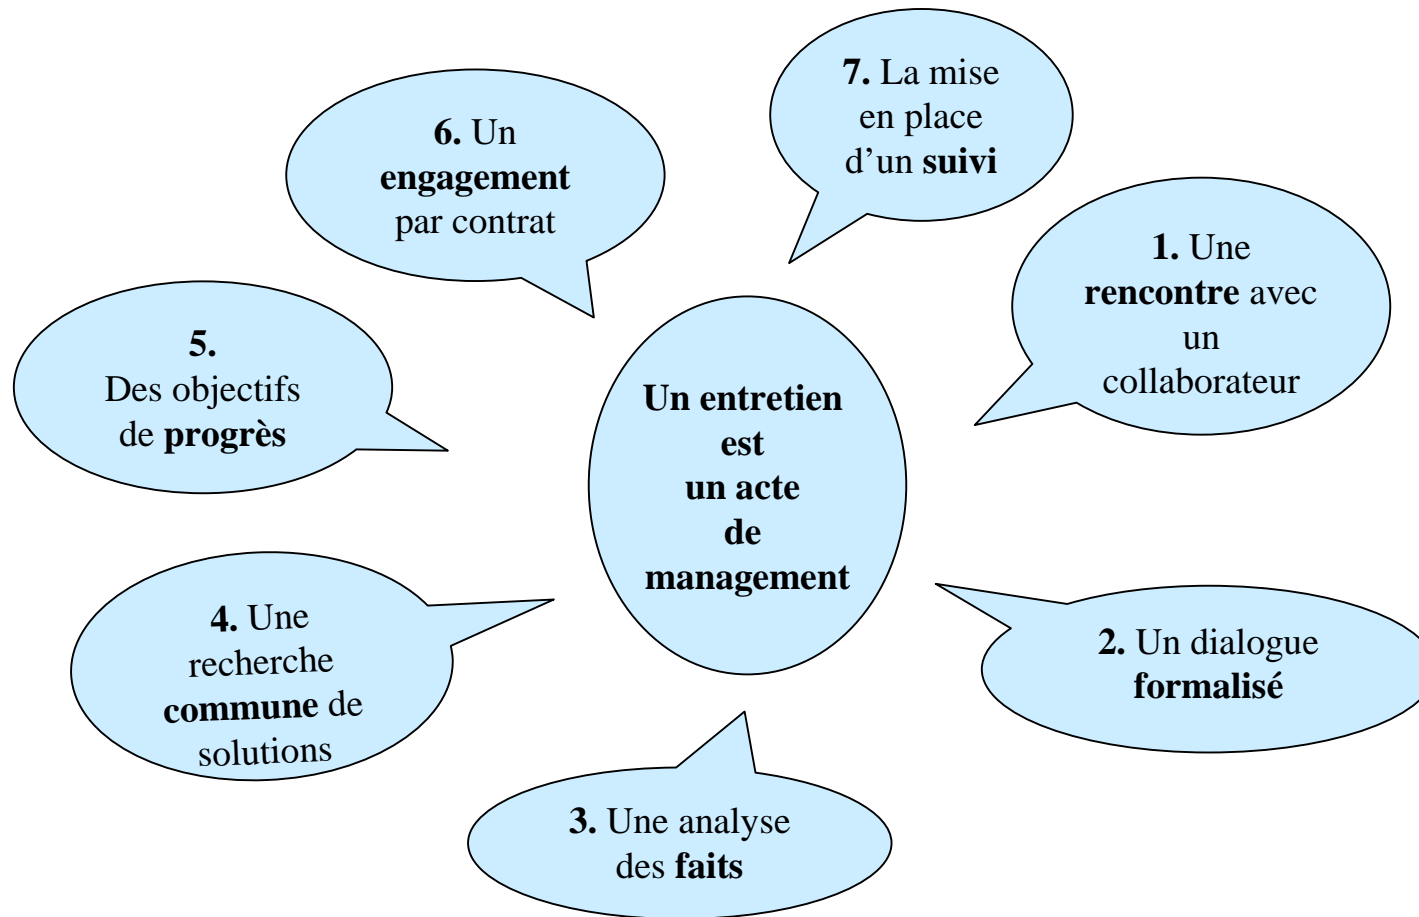 7. La mise
en place
d’un suivi
6. Un
engagement
par contrat
1. Une
rencontre avec
un
collaborateur
5.
Des objectifs
de progrès
Un entretien
est
un acte
de
management
4. Une
recherche
commune de
solutions
2. Un dialogue
formalisé
3. Une analyse
des faits